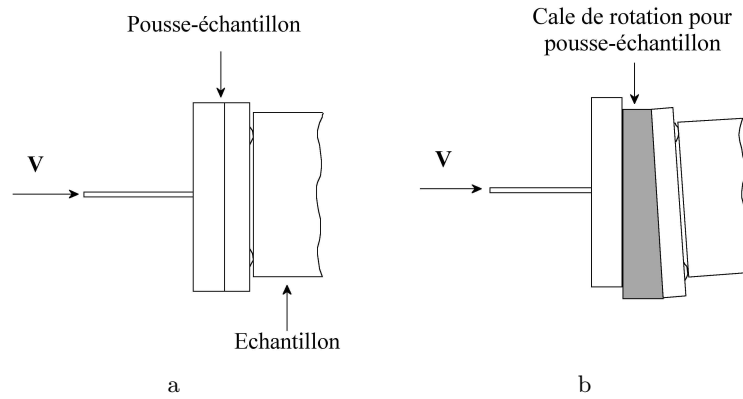 Pousse-échantillon
V
Echantillon
a
Cale de rotation pour
pousse-échantillon
V
b